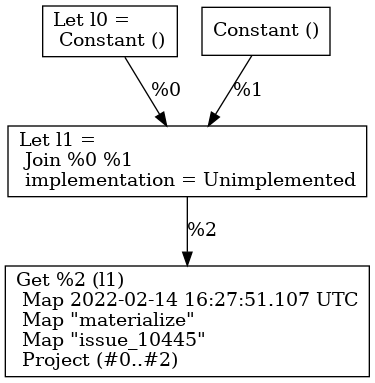 Let l0 =
Constant ()
Constant ()
%0
%1
Let l1 =
Join %0 %1
implementation = Unimplemented
%2
Get %2 (l1)
Map 2022-02-14 16:27:51.107 UTC
Map "materialize"
Map "issue_10445"
Project (#0..#2)